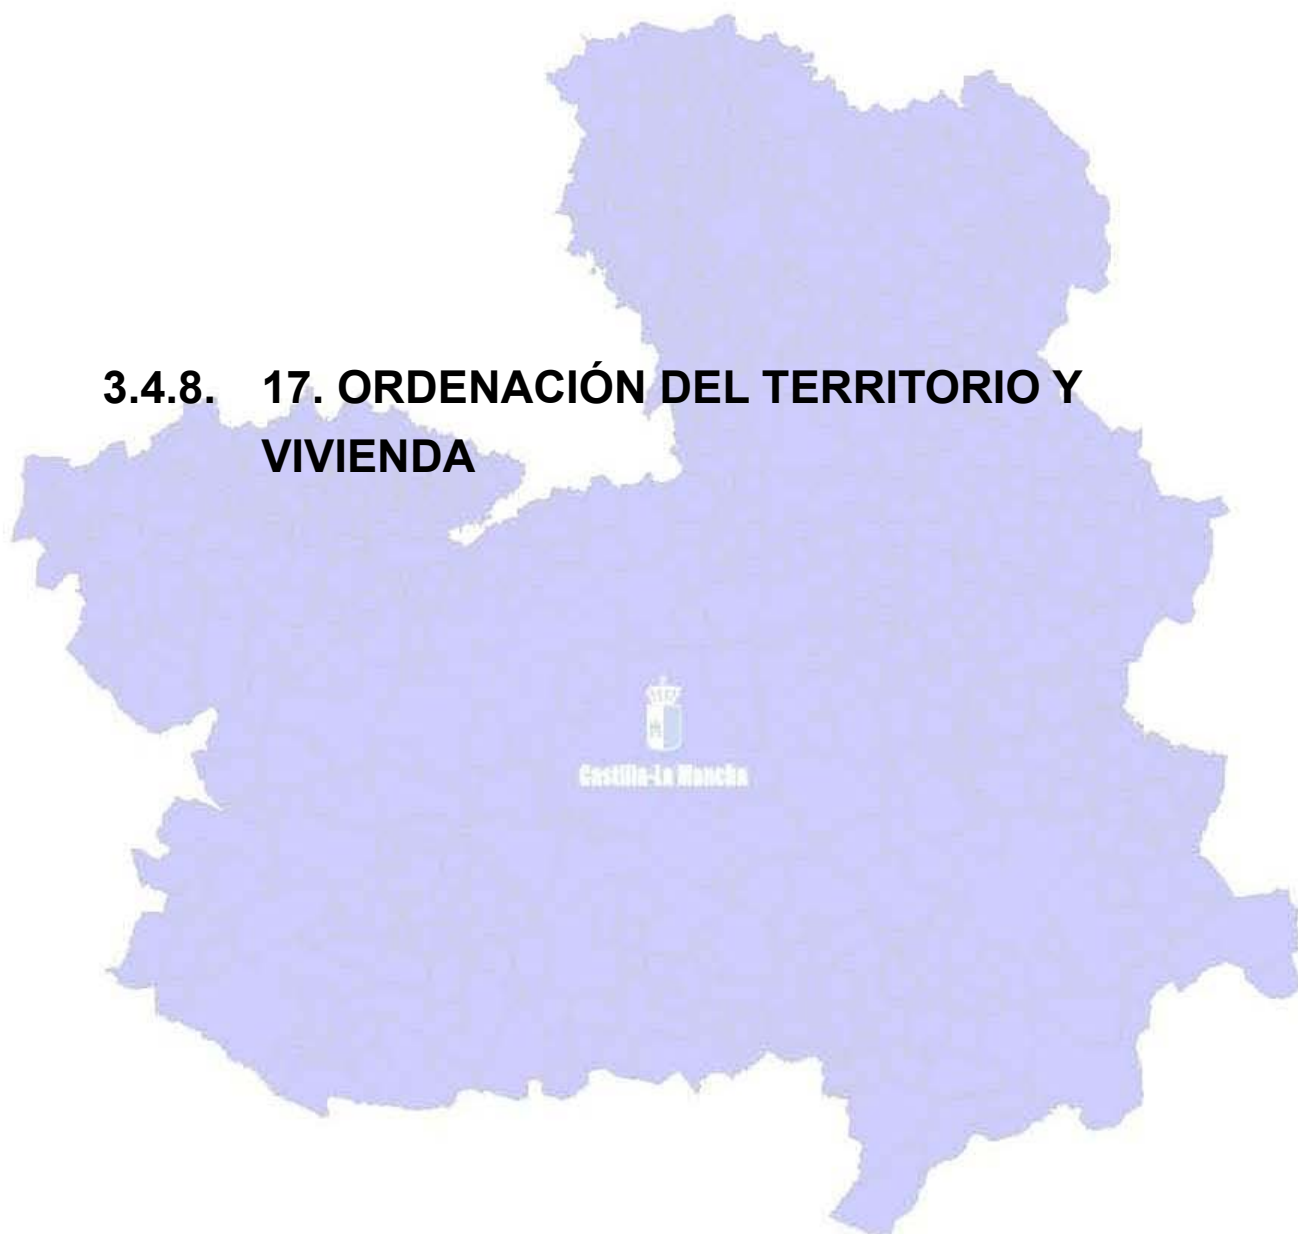 3.4.8. 17. ORDENACIÓN DEL TERRITORIO Y
VIVIENDA
Castilla-La Mancha